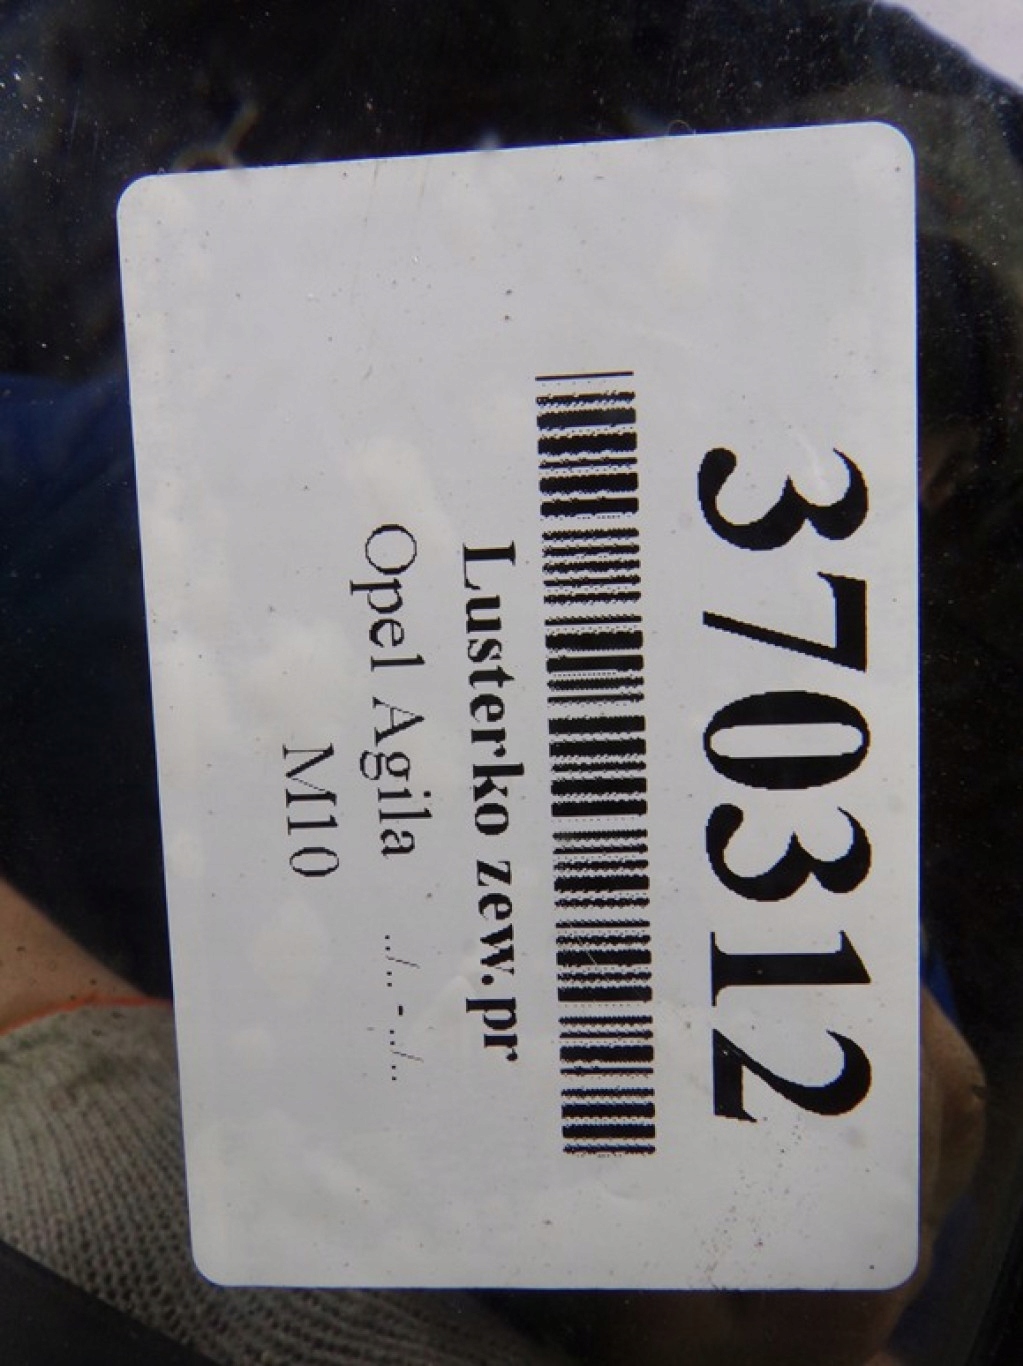 370312
Lusterko zew.pr
Opel Agila ../.. - ../..
M10